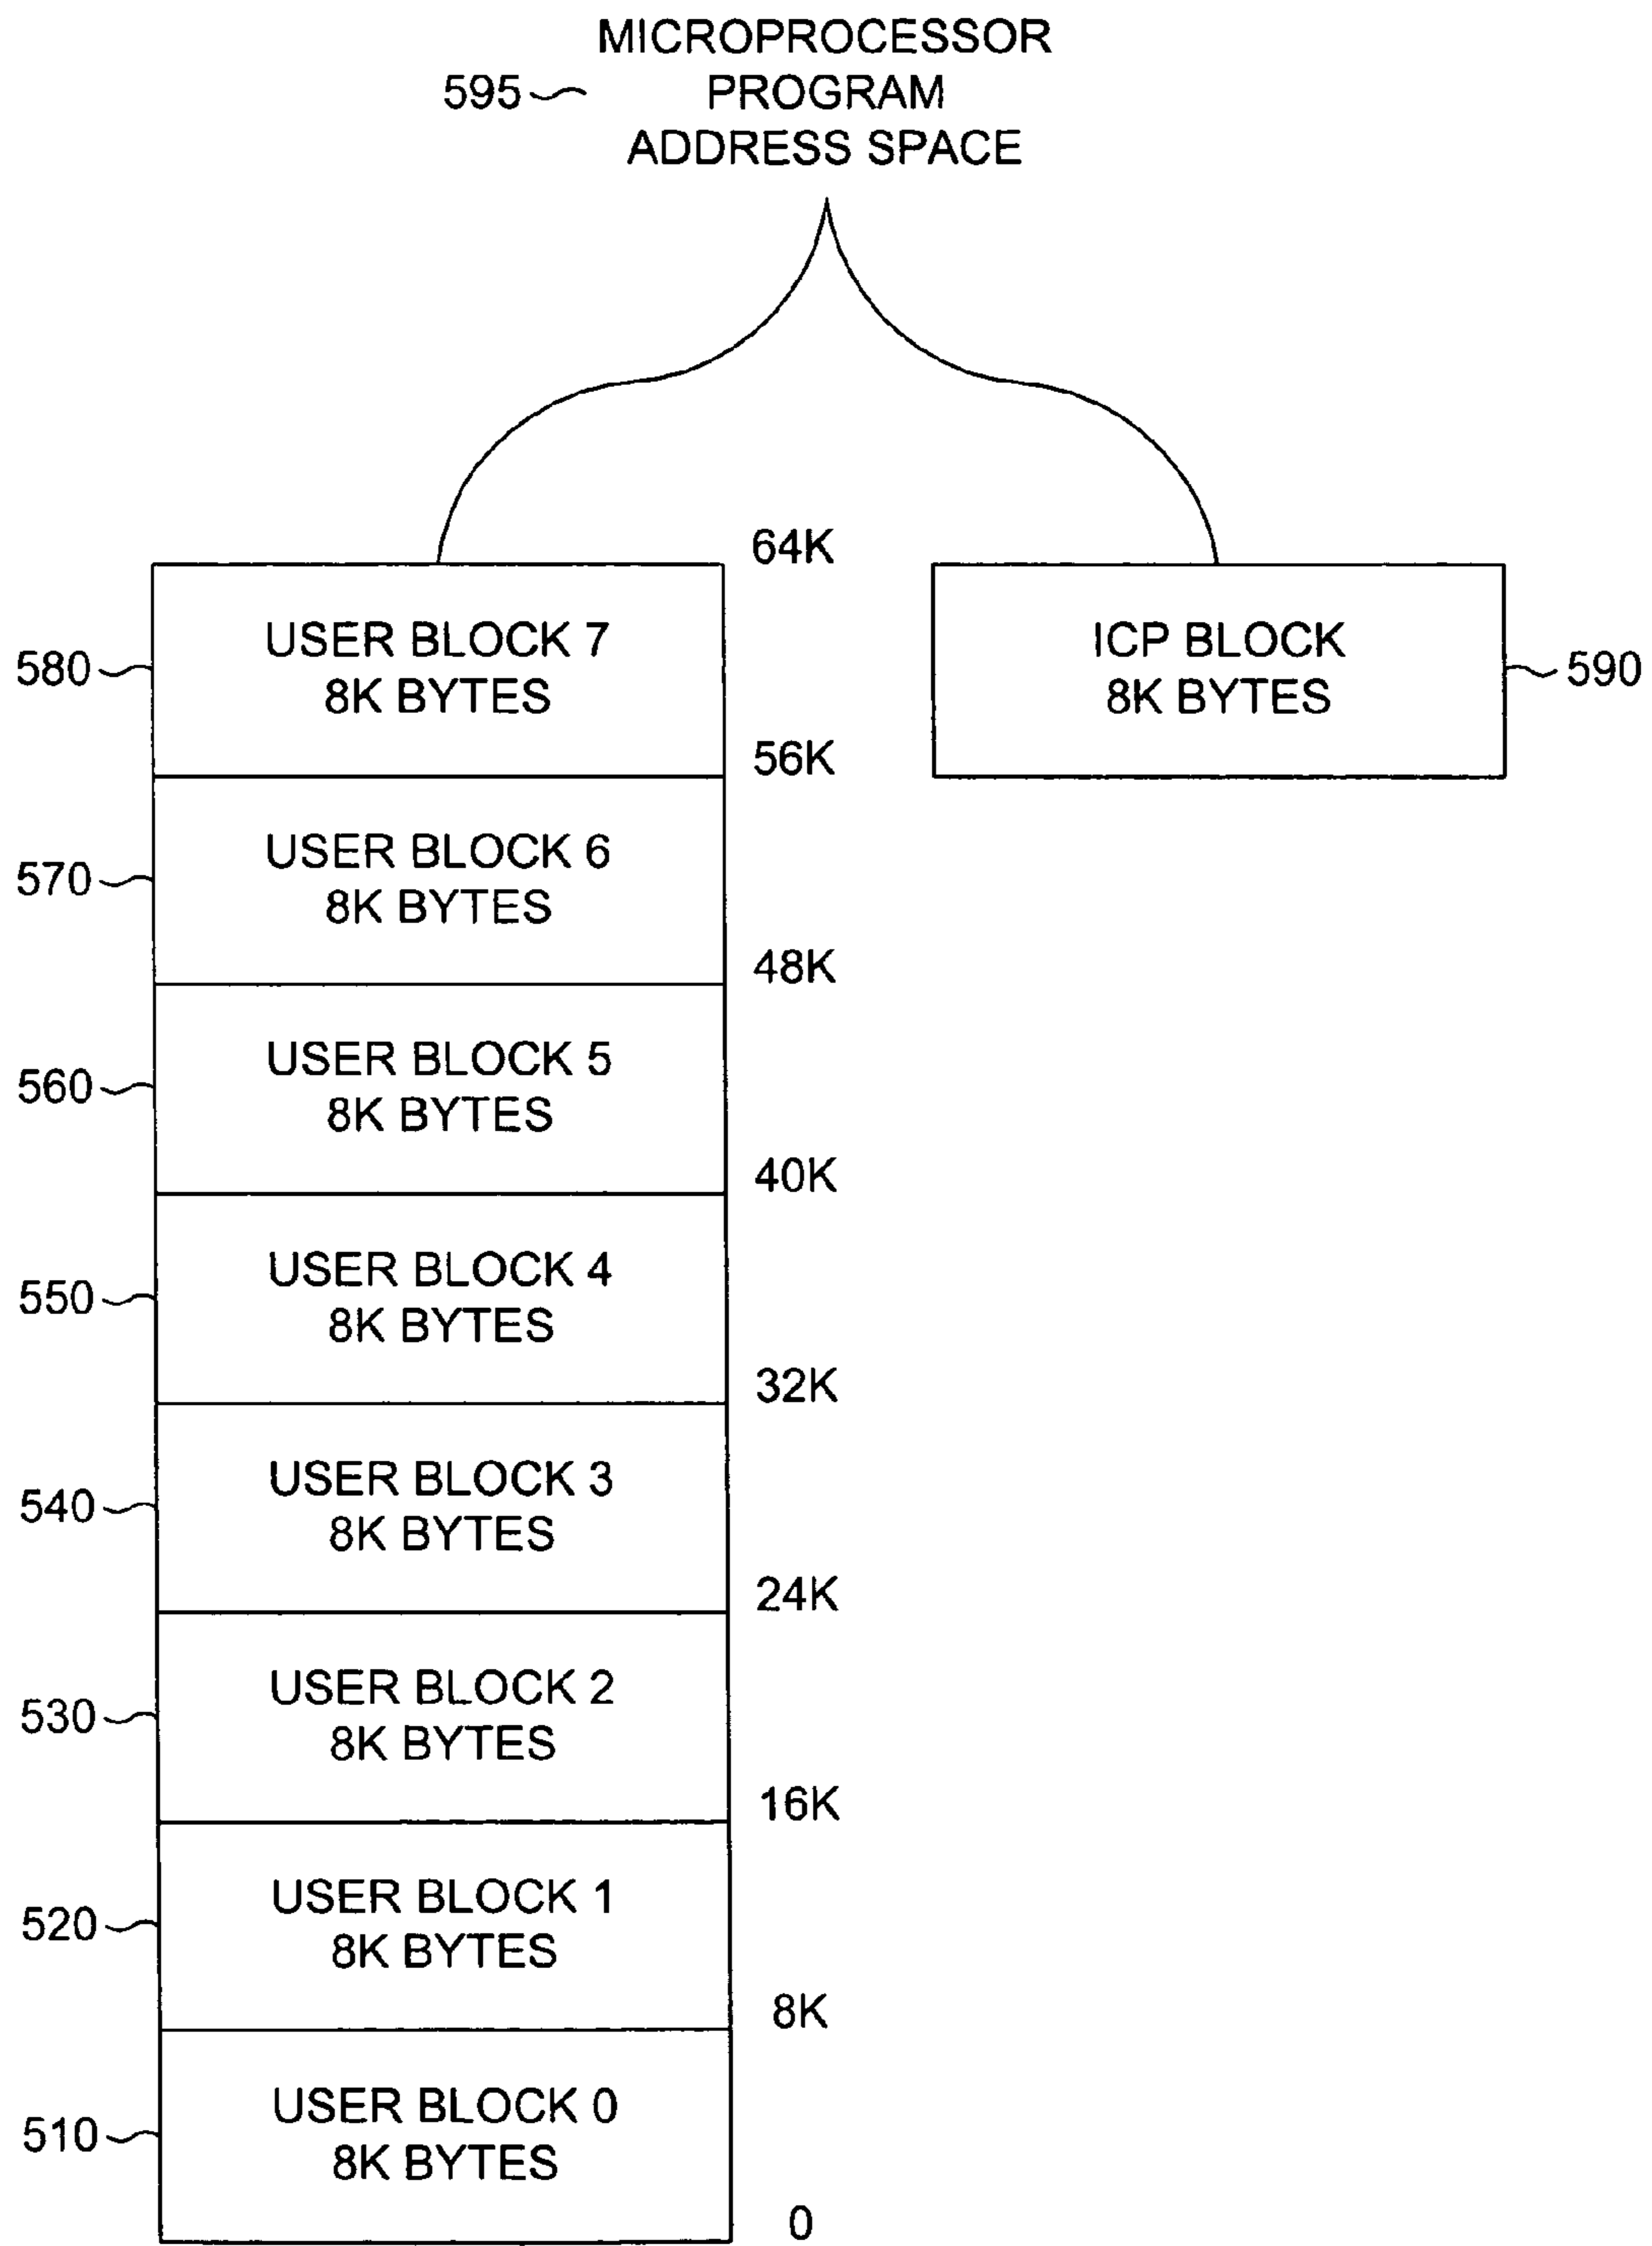 MICROPROCESSOR
595 PROGRAM
ADDRESS SPACE
64K
USER BLOCK 7
8K BYTES
580
ICP BLOCK
8K BYTES
590
56K
USER BLOCK 6
8K BYTES
570
48K
USER BLOCK 5
8K BYTES
560
40K
USER BLOCK 4
8K BYTES
550
32K
USER BLOCK 3
8K BYTES
540
24K
USER BLOCK 2
8K BYTES
530
16K
USER BLOCK 1
8K BYTES
520
8K
USER BLOCK 0
8K BYTES
510
0